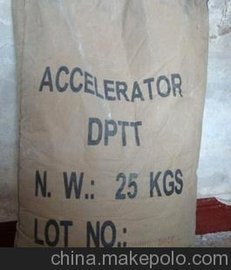 ACCELERATOR
DPTT
N. W.: 25 KGS
LOT NO.:
china.makepolo.com